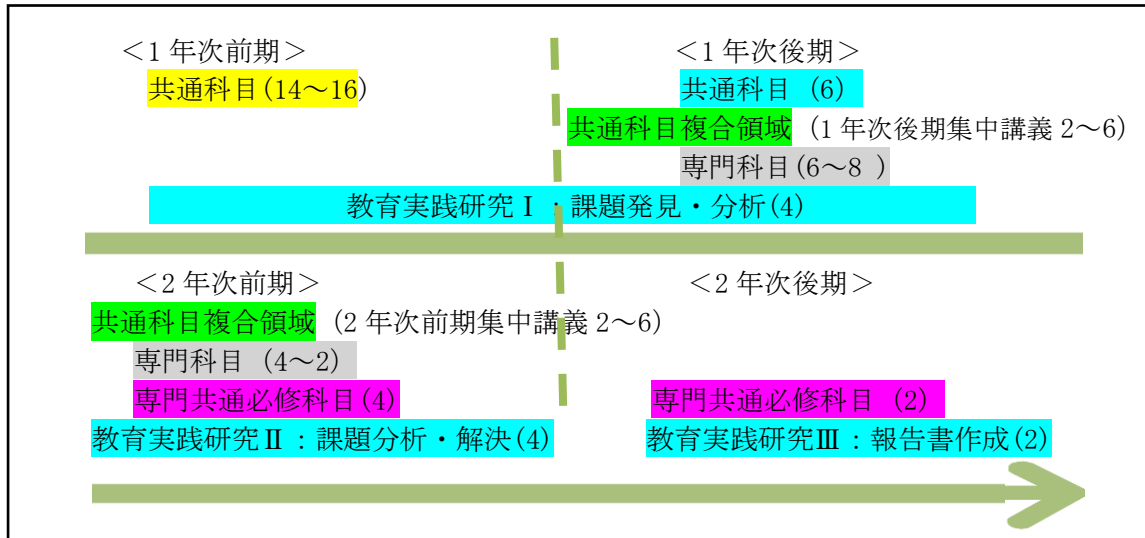 ＜1 年次前期＞
共通科目(14～16)
＜1 年次後期＞
共通科目 (6)
共通科目複合領域 (1 年次後期集中講義 2～6)
専門科目(6～8 )
教育実践研究Ⅰ：課題発見・分析(4)
＜2 年次前期＞
共通科目複合領域 (2 年次前期集中講義 2～6)
専門科目 (4～2)
専門共通必修科目(4)
教育実践研究Ⅱ：課題分析・解決(4)
＜2 年次後期＞
専門共通必修科目 (2)
教育実践研究Ⅲ：報告書作成(2)